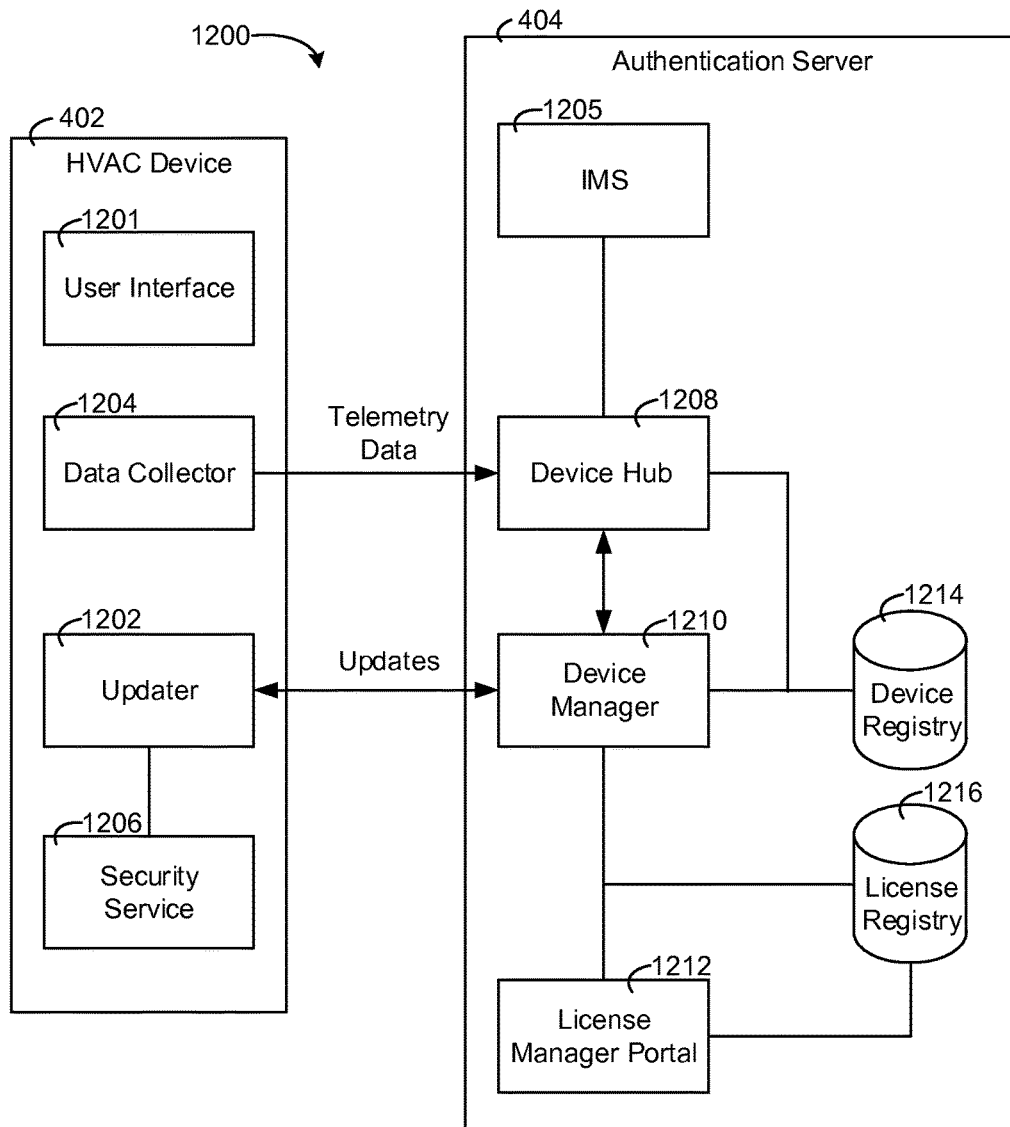 1200
404
Authentication Server
402
HVAC Device
1205
IMS
1201
User Interface
1204
Data Collector
Telemetry
Data
1208
Device Hub
1202
Updater
Updates
1210
Device
Manager
1214
Device
Registry
1206
Security
Service
1216
License
Registry
1212
License
Manager Portal